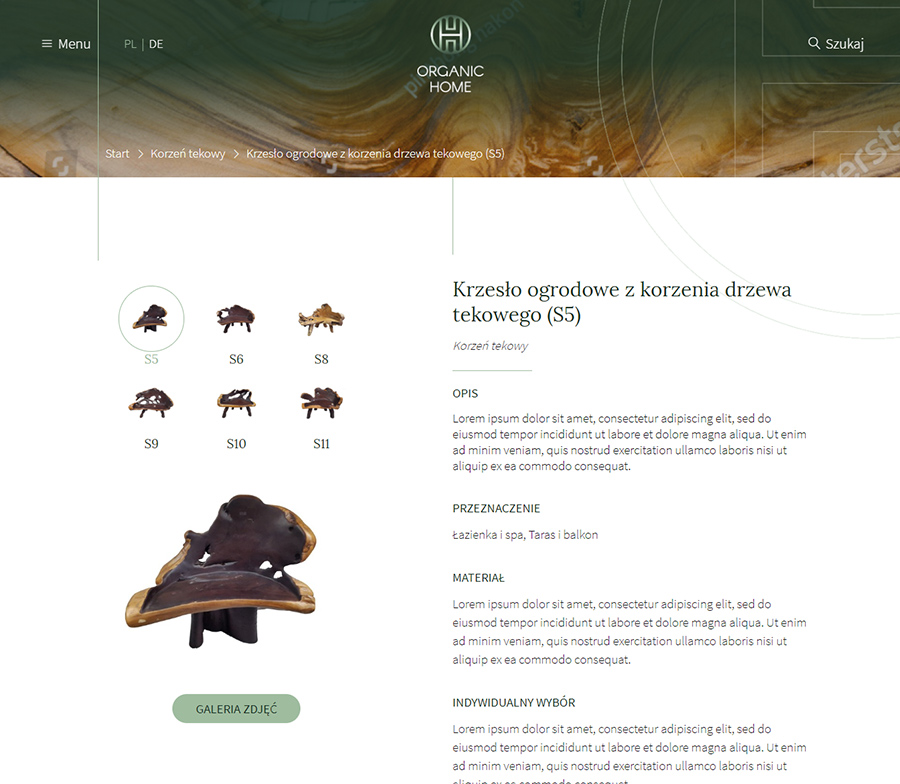 Menu
PL | DE
ORGANIC
HOME
Szukaj
Start > Korzeń tekowy > Krzesło ogrodowe z korzenia drzewa tekowego (S5)
S5
S6
S8
S9
S10
S11
GALERIA ZDJĘĆ
Krzesło ogrodowe z korzenia drzewa
tekowego (S5)
Korzeń tekowy
OPIS
Lorem ipsum dolor sit amet, consectetur adipiscing elit, sed do
eiusmod tempor incididunt ut labore et dolore magna aliqua. Ut enim
ad minim veniam, quis nostrud exercitation ullamco laboris nisi ut
aliquip ex ea commodo consequat.
PRZEZNACZENIE
Łazienka i spa, Taras i balkon
MATERIAŁ
Lorem ipsum dolor sit amet, consectetur adipiscing elit, sed do
eiusmod tempor incididunt ut labore et dolore magna aliqua. Ut enim
ad minim veniam, quis nostrud exercitation ullamco laboris nisi ut
aliquip ex ea commodo consequat.
INDYWIDUALNY WYBÓR
Lorem ipsum dolor sit amet, consectetur adipiscing elit, sed do
eiusmod tempor incididunt ut labore et dolore magna aliqua. Ut enim
ad minim veniam, quis nostrud exercitation ullamco laboris nisi ut